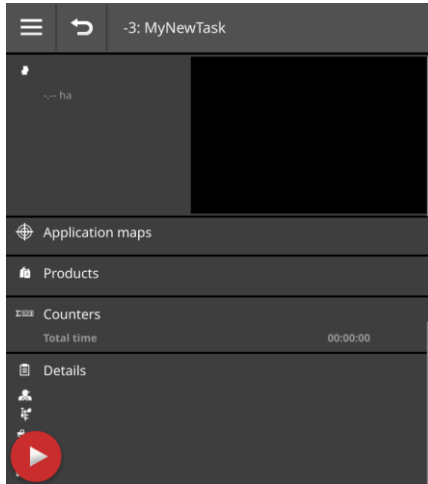 -3: MyNewTask
-.-- ha
Application maps
Products
Counters
Total time 00:00:00
Details